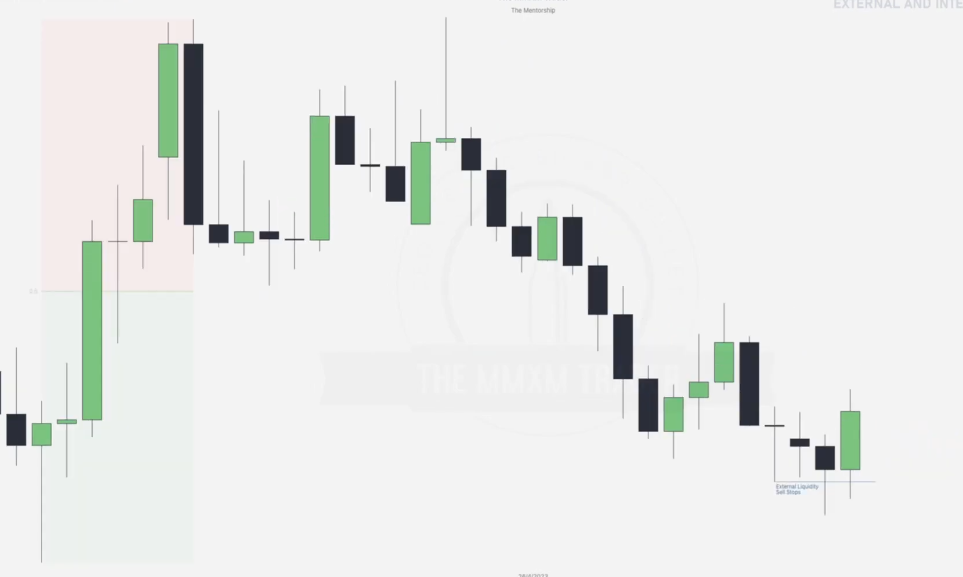 The Mentorship
EXTERNAL AND INTE
0.5
THE MMXM
External Liquidity
Sell Stops